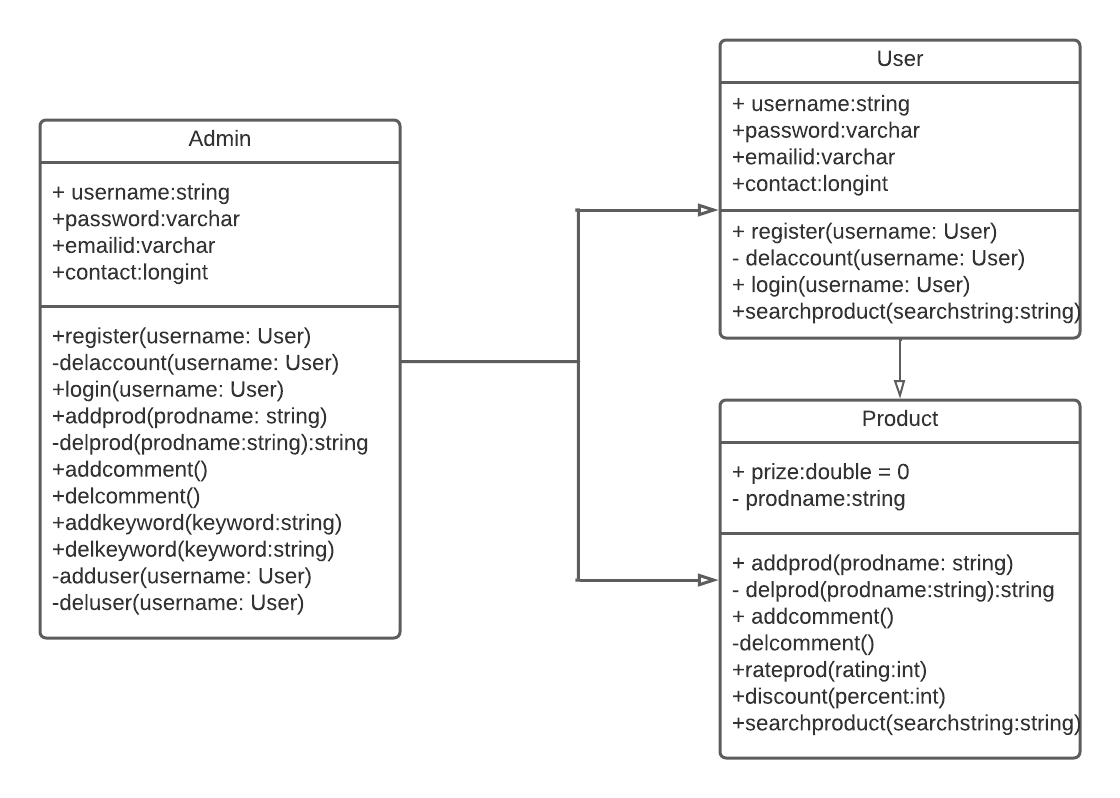 Admin
+ username:string
+password:varchar
+emailid:varchar
+contact:longint
+register(username: User)
-delaccount(username: User)
+login(username: User)
+addprod(prodname: string)
-delprod(prodname:string):string
+addcomment()
+delcomment()
+addkeyword(keyword:string)
+delkeyword(keyword:string)
-adduser(username: User)
-deluser(username: User)
User
+ username:string
+password:varchar
+emailid:varchar
+contact:longint
+ register(username: User)
- delaccount(username: User)
+ login(username: User)
+searchproduct(searchstring:string)
Product
+ prize:double = 0
- prodname:string
+ addprod(prodname: string)
- delprod(prodname:string):string
+ addcomment()
-delcomment()
+rateprod(rating:int)
+discount(percent:int)
+searchproduct(searchstring:string)